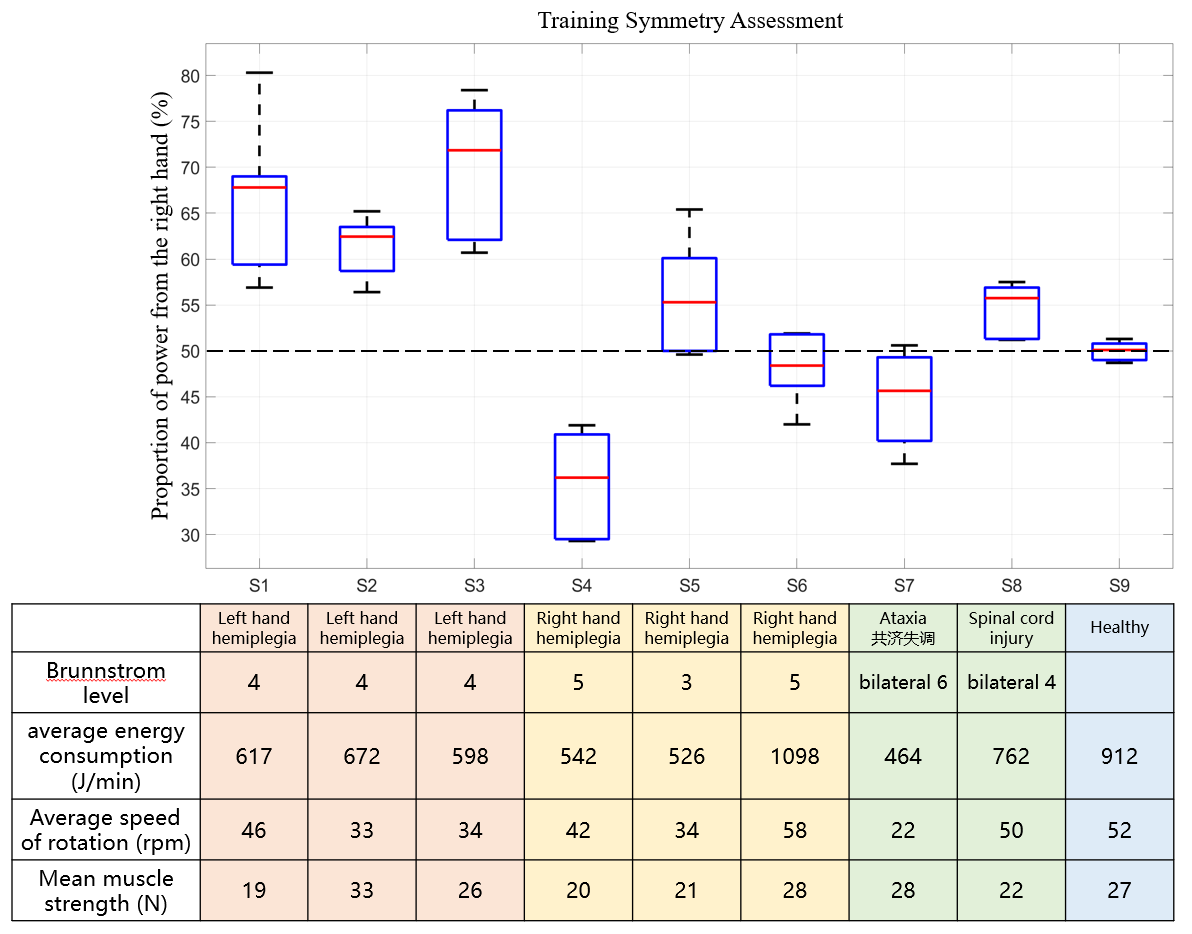 Training Symmetry Assessment
Proportion of power from the right hand (%)
80
75
70
65
60
55
50
45
40
35
30
S1 S2 S3 S4 S5 S6 S7 S8 S9
Left hand hemiplegia Left hand hemiplegia Left hand hemiplegia Right hand hemiplegia Right hand hemiplegia Right hand hemiplegia Ataxia 共济失调 Spinal cord injury Healthy
Brunnstrom level 4 4 4 5 3 5 bilateral 6 bilateral 4
average energy consumption (J/min) 617 672 598 542 526 1098 464 762 912
Average speed of rotation (rpm) 46 33 34 42 34 58 22 50 52
Mean muscle strength (N) 19 33 26 20 21 28 28 22 27